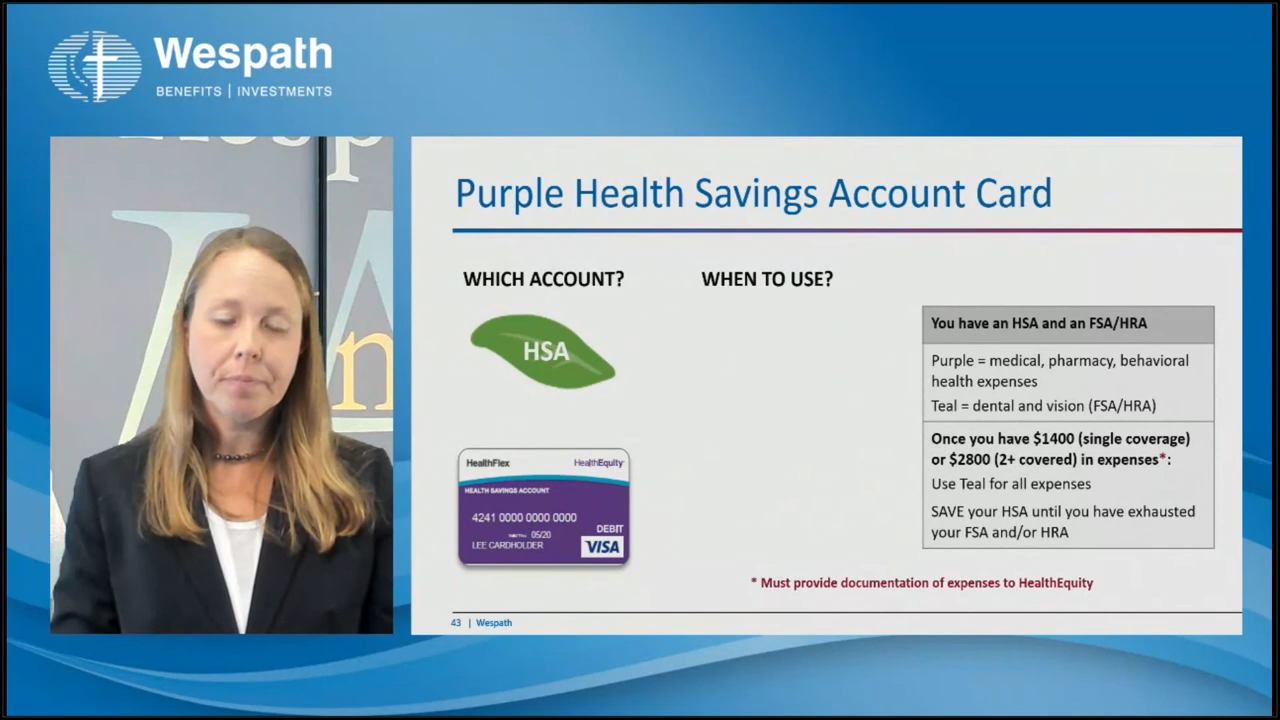 Wespath
BENEFITS | INVESTMENTS
Purple Health Savings Account Card
WHICH ACCOUNT?
WHEN TO USE?
HSA
You have an HSA and an FSA/HRA
Purple = medical, pharmacy, behavioral
health expenses
Teal = dental and vision (FSA/HRA)
Once you have $1400 (single coverage)
or $2800 (2+ covered) in expenses*:
Use Teal for all expenses
SAVE your HSA until you have exhausted
your FSA and/or HRA
HealthFlex
HealthEquity
HEALTH SAVINGS ACCOUNT
4241 0000 0000 0000
05/20
DEBIT
LEE CARDHOLDER
VISA
* Must provide documentation of expenses to HealthEquity
43 | Wespath